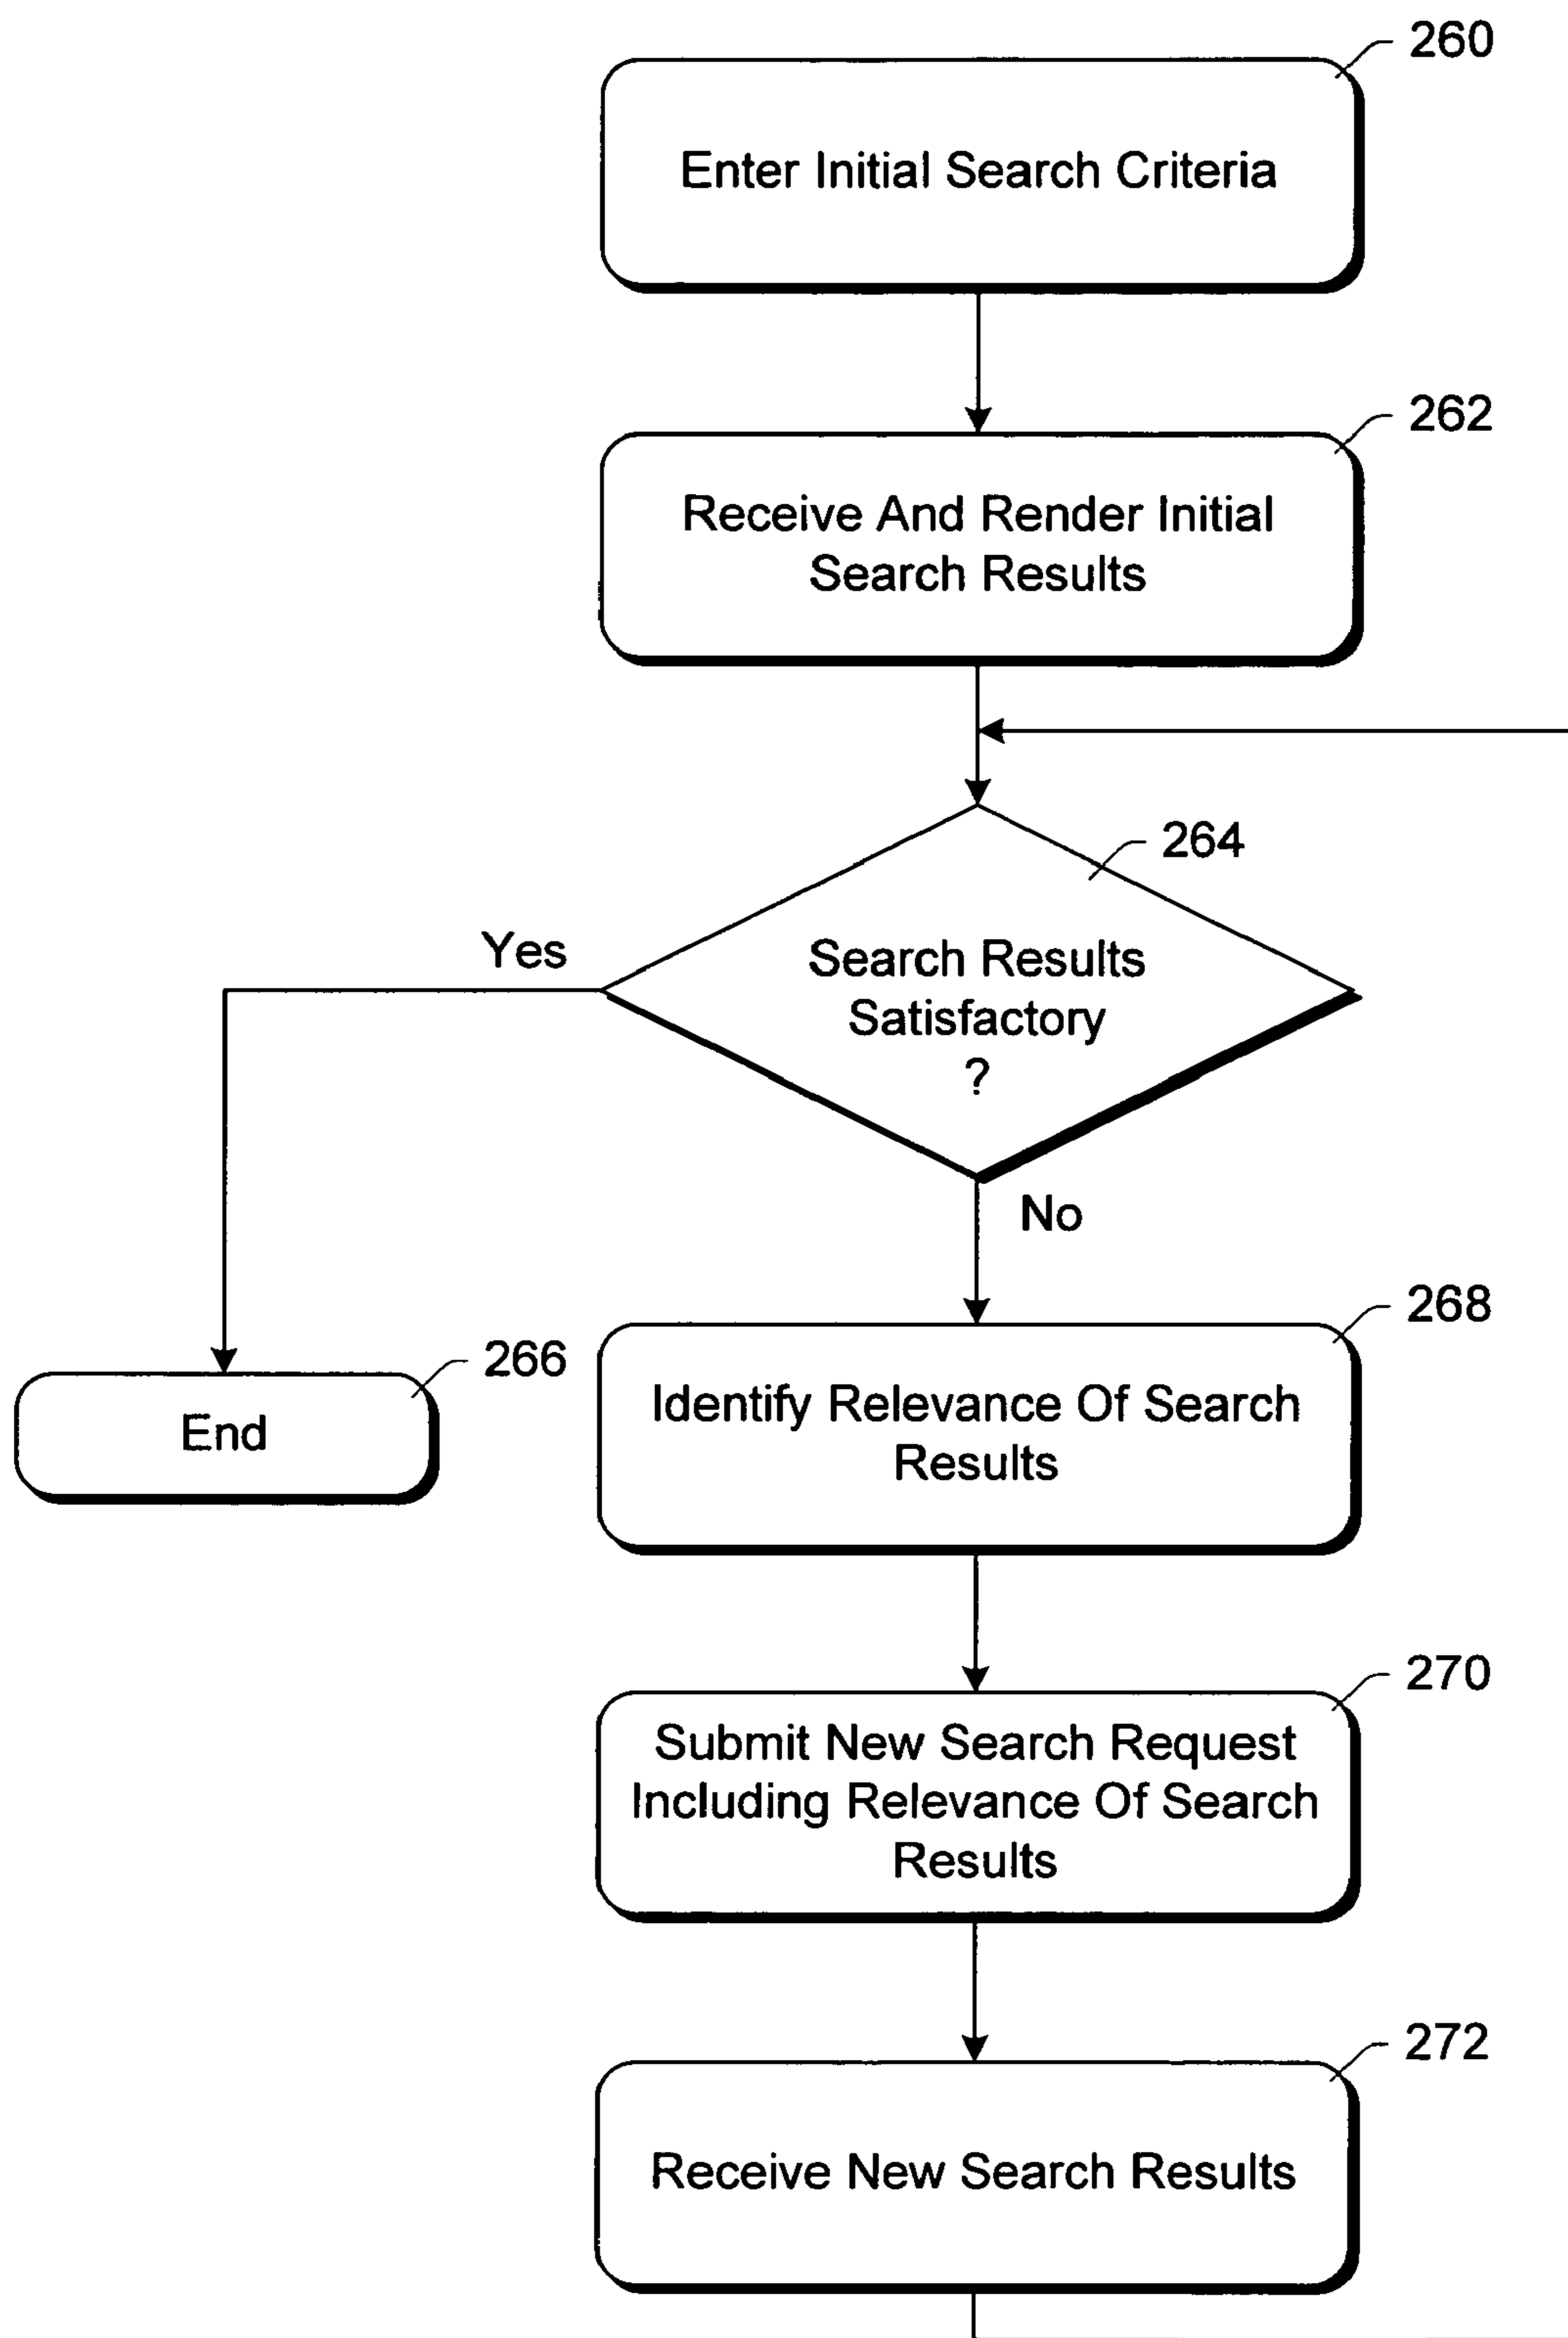 260
Enter Initial Search Criteria
262
Receive And Render Initial
Search Results
264
Yes
Search Results
Satisfactory
?
No
268
266
Identify Relevance Of Search
Results
End
270
Submit New Search Request
Including Relevance Of Search
Results
272
Receive New Search Results